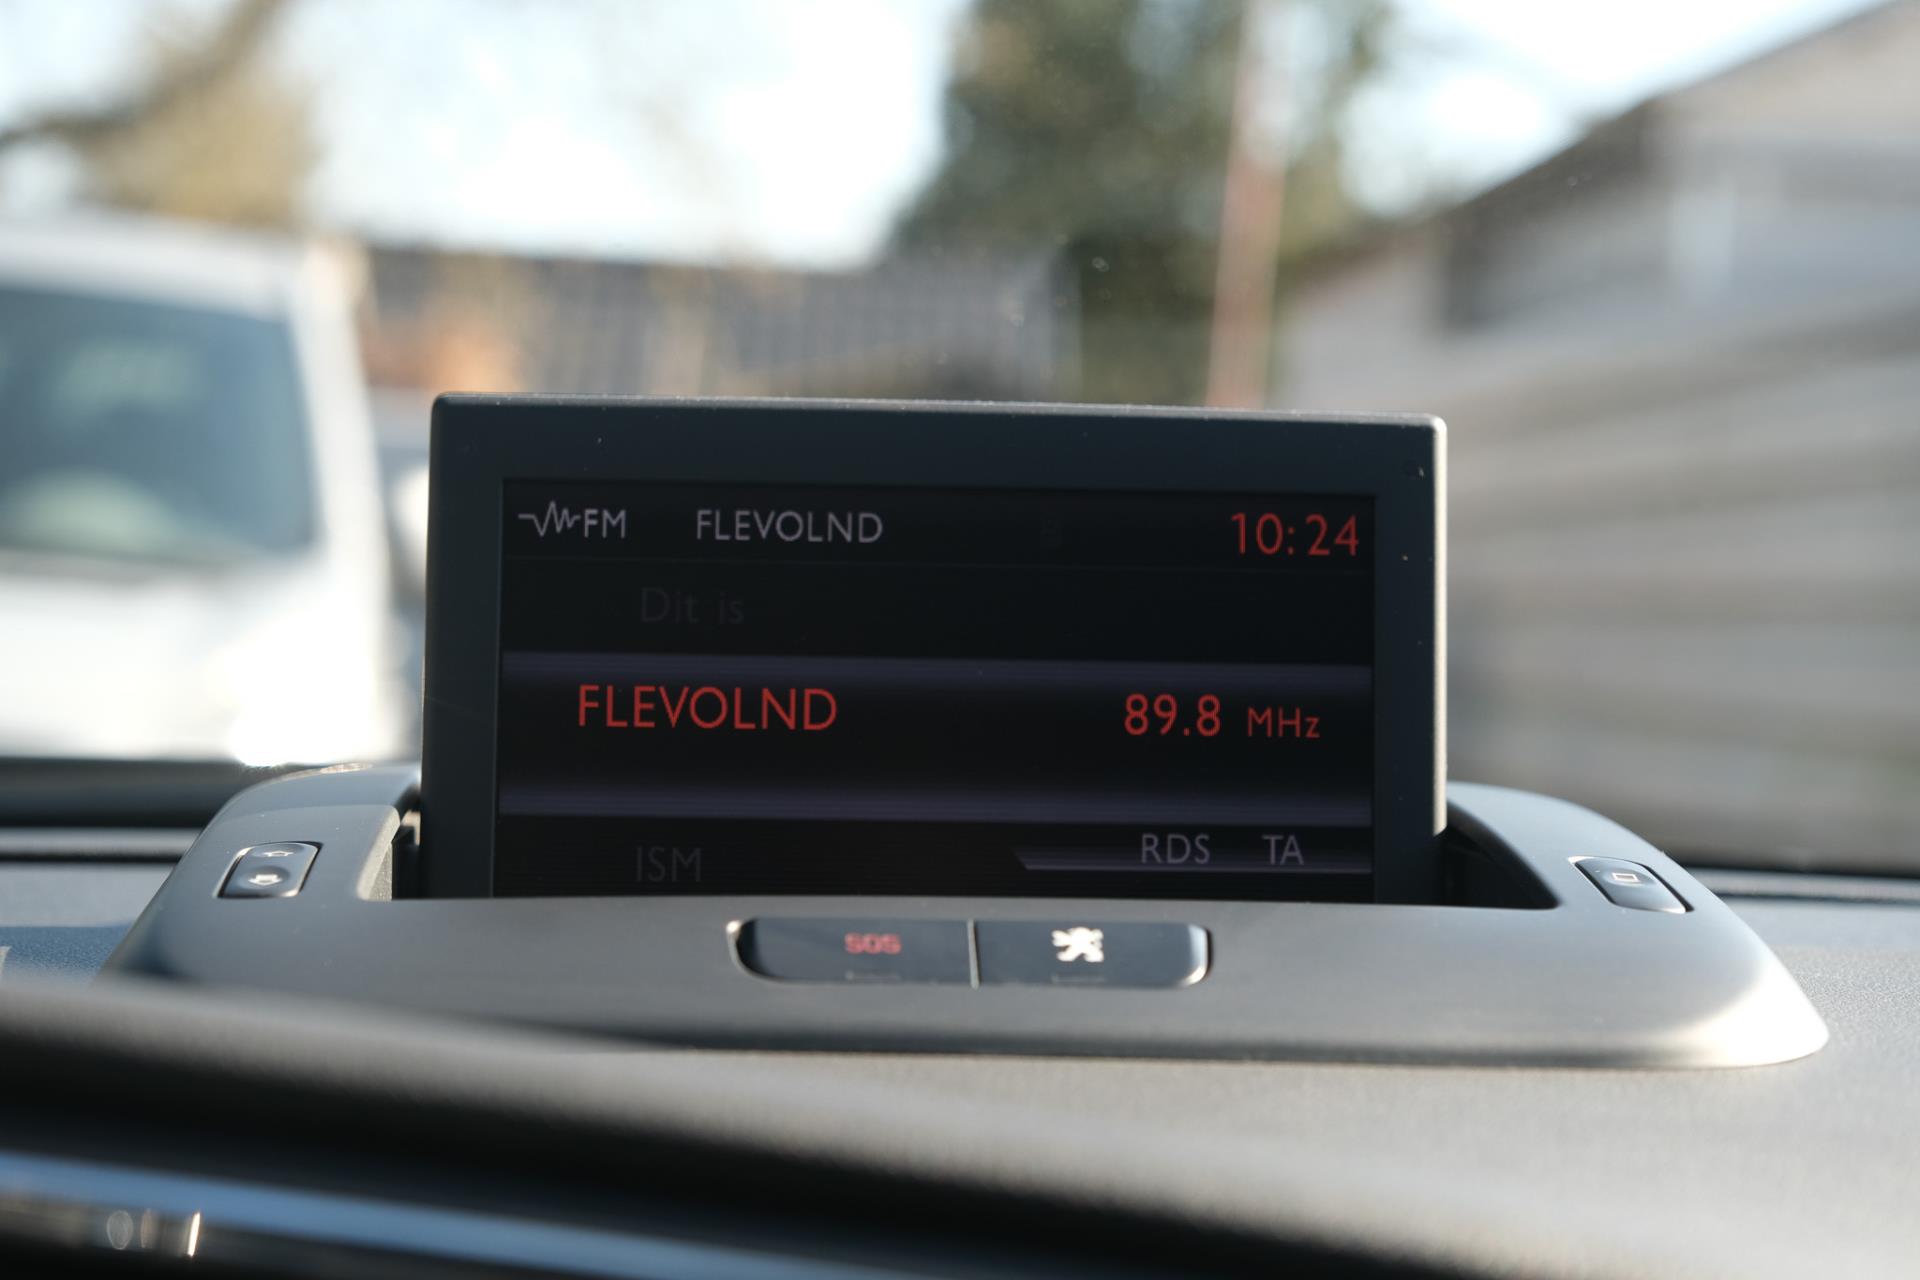 FM FLEVOLND 10:24
Dit is
FLEVOLND 89.8 MHz
RDS TA
ISM
SOS